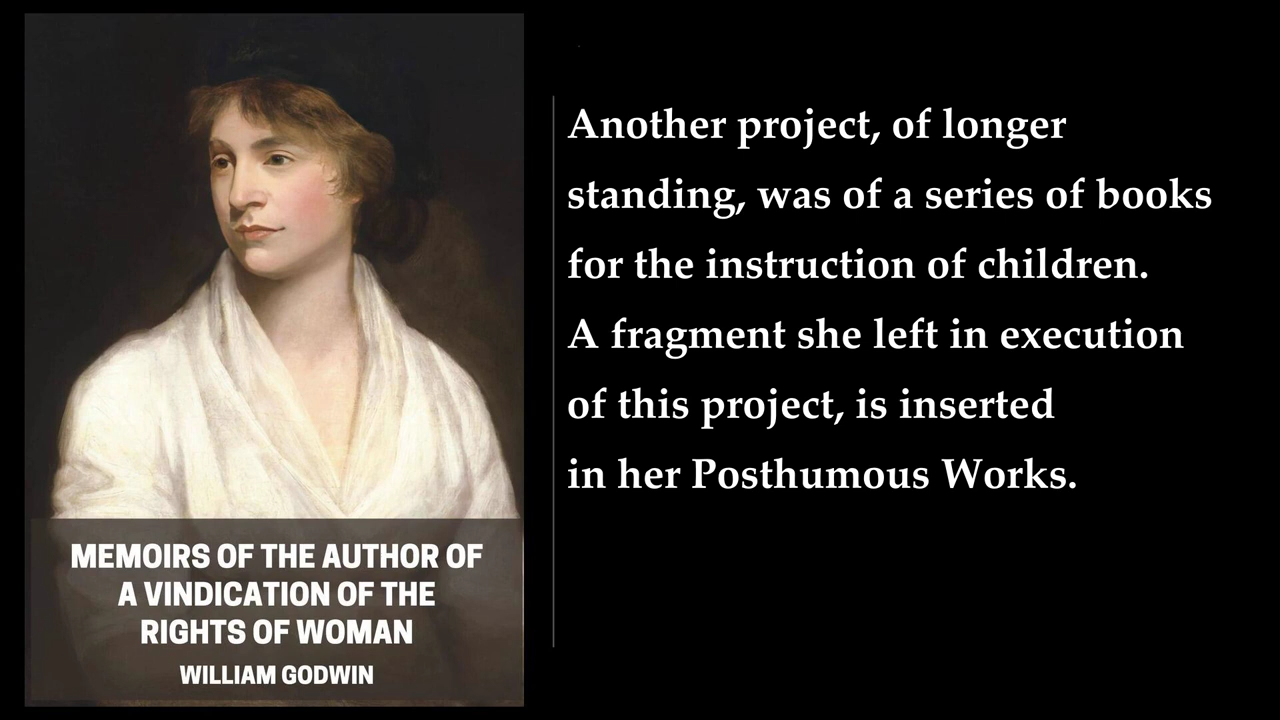 MEMOIRS OF THE AUTHOR OF
A VINDICATION OF THE
RIGHTS OF WOMAN
WILLIAM GODWIN
Another project, of longer
standing, was of a series of books
for the instruction of children.
A fragment she left in execution
of this project, is inserted
in her Posthumous Works.